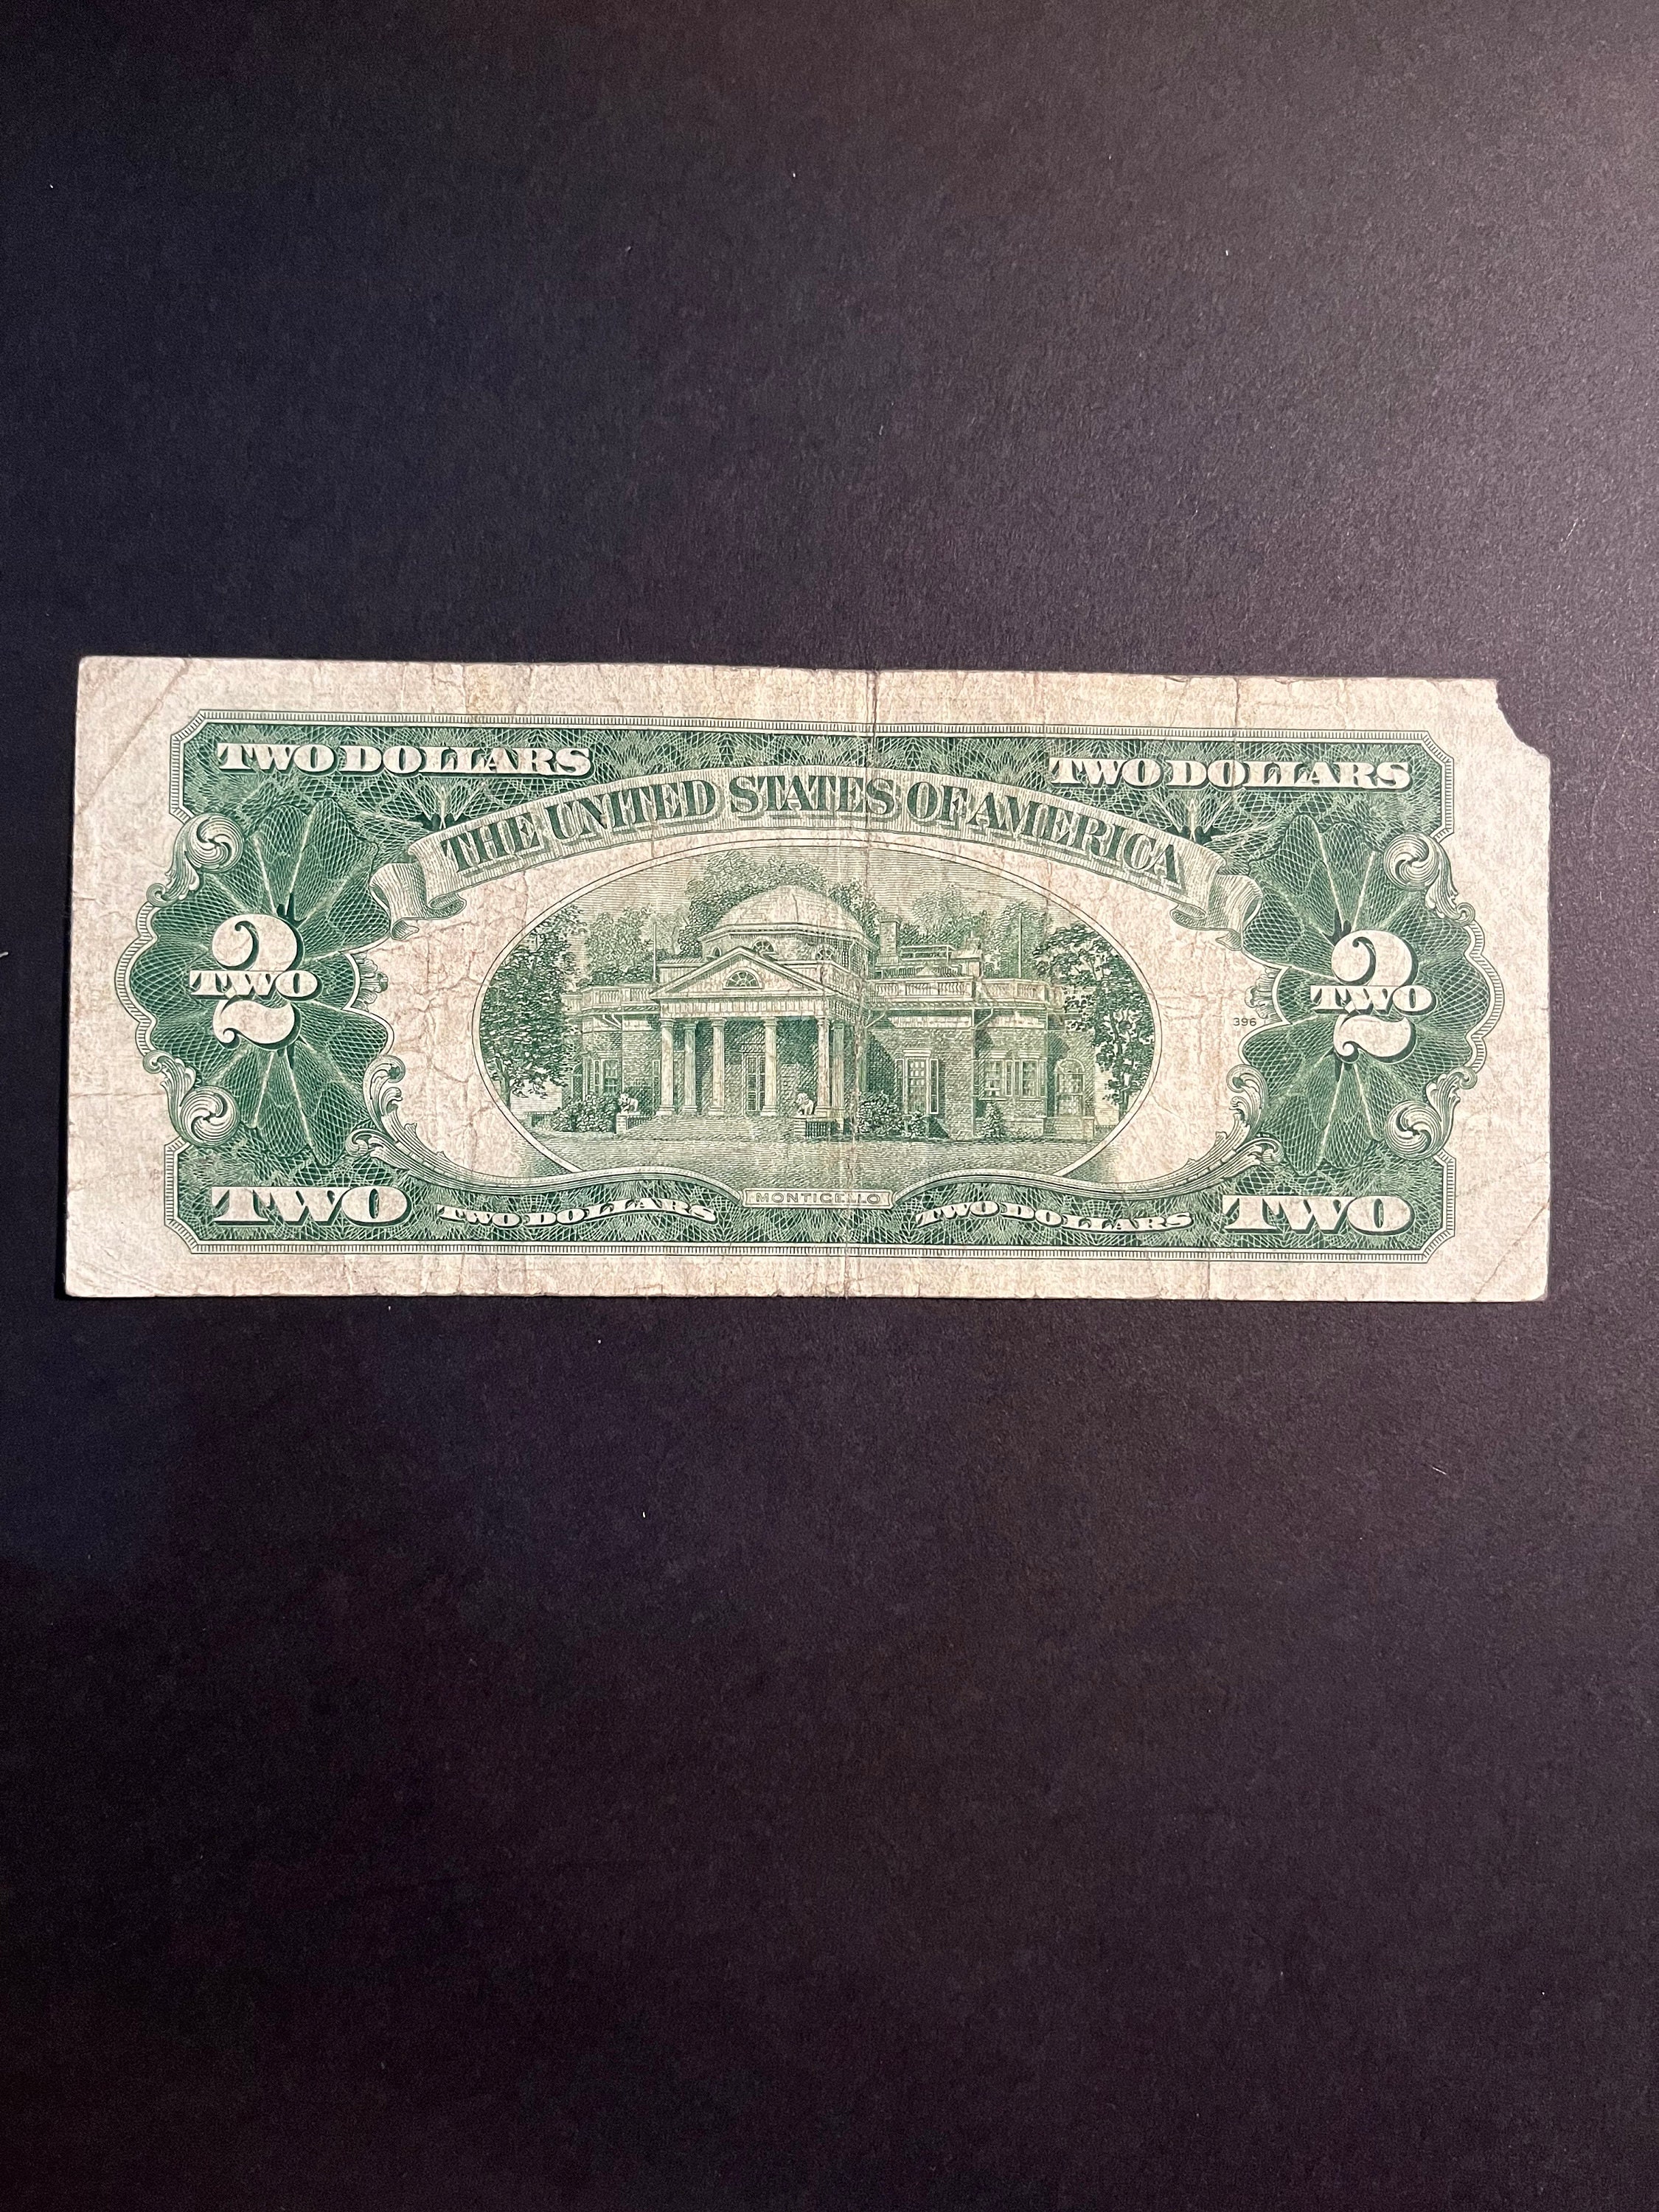 TWO DOLLARS TWO DOLLARS
THE UNITED STATES OF AMERICA
2 2
TWO TWO
396
MONTICELLO
TWO TWO DOLLARS TWO DOLLARS TWO